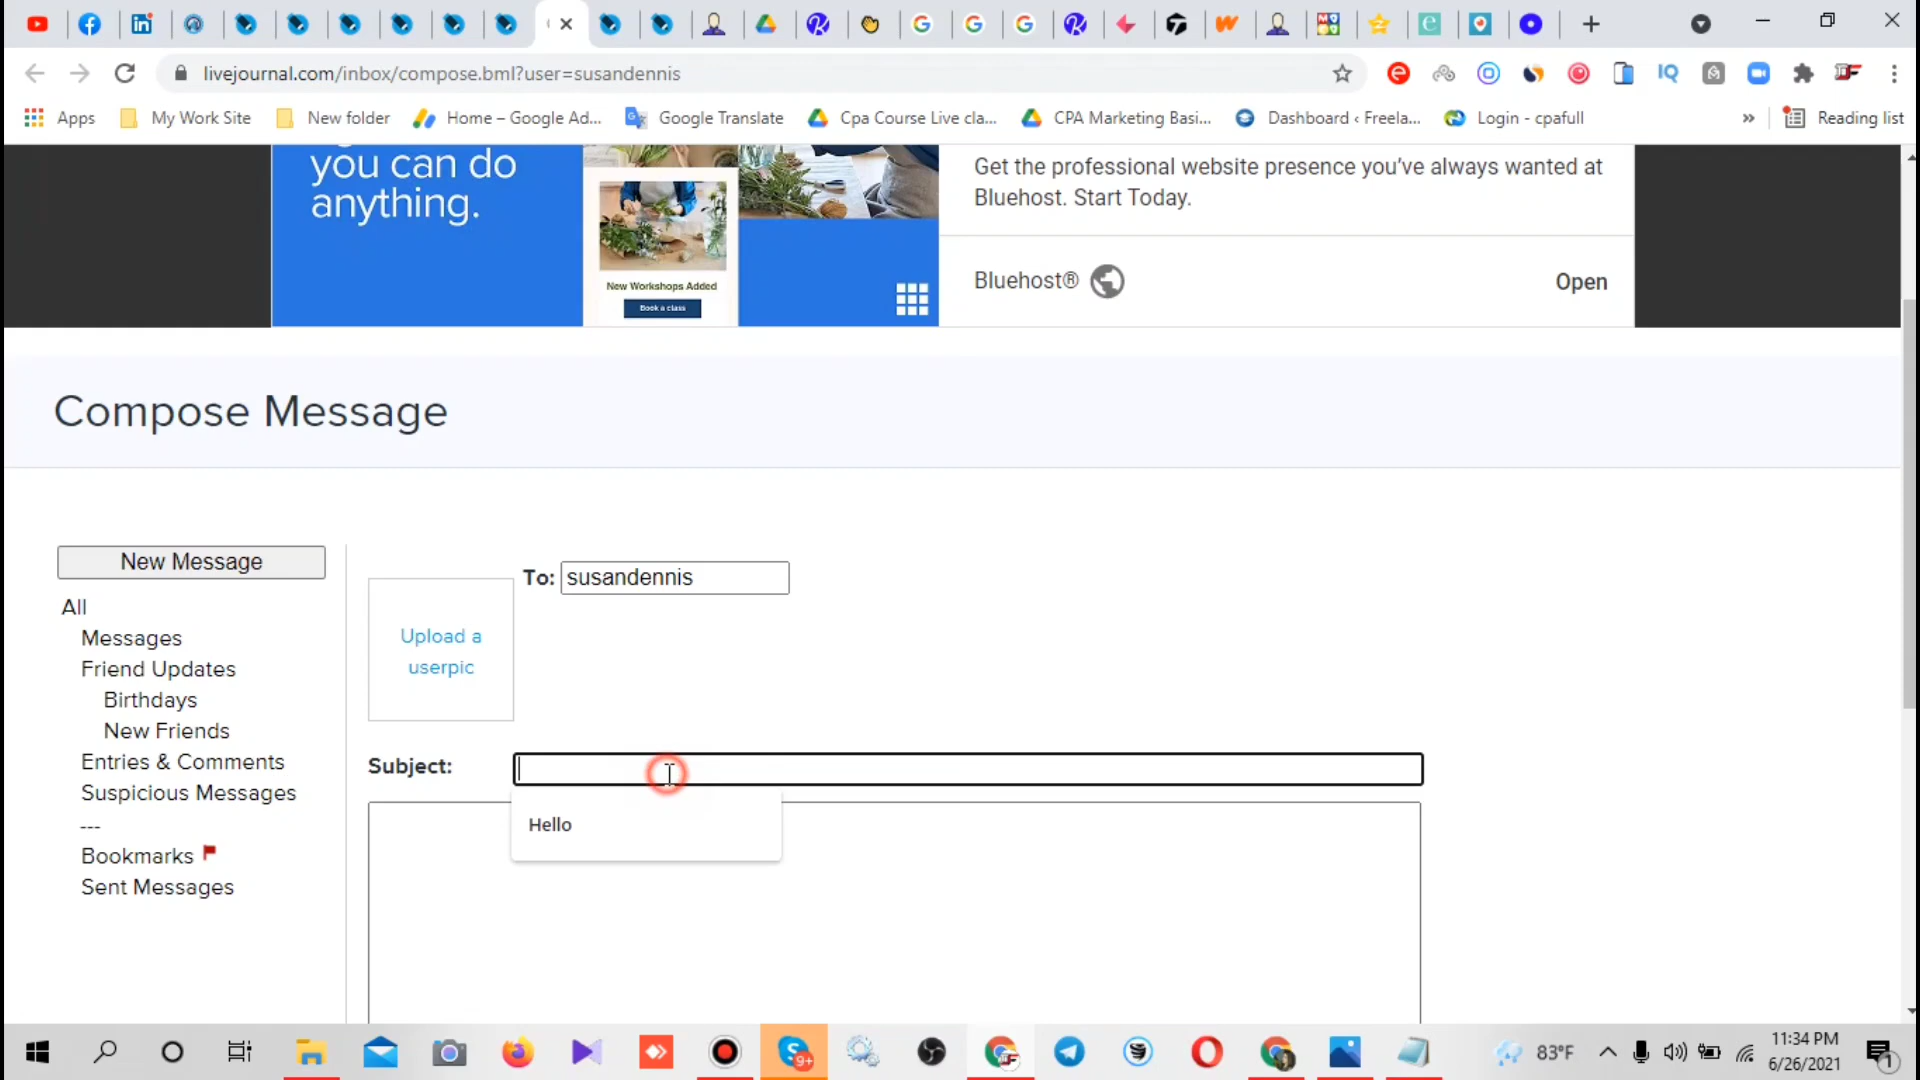 livejournal.com/inbox/compose.bml?user=susandennis
Apps
My Work Site
New folder
Home – Google Ad...
Google Translate
Cpa Course Live cla...
CPA Marketing Basi...
Dashboard ‹ Freela...
Login - cpafull
»
Reading list
you can do
anything.
New Workshops Added
Book a class
Get the professional website presence you've always wanted at
Bluehost. Start Today.
Bluehost®
Open
Compose Message
New Message
All
Messages
Friend Updates
Birthdays
New Friends
Entries & Comments
Suspicious Messages
---
Bookmarks
Sent Messages
Upload a
userpic
To: susandennis
Subject:
Hello
9+
83°F
11:34 PM
6/26/2021
1